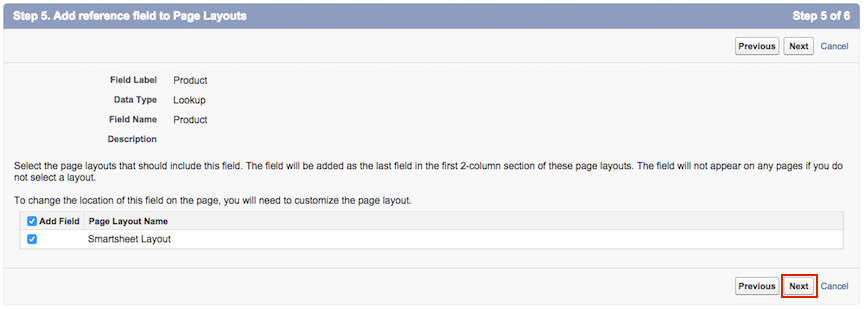 Step 5. Add reference field to Page Layouts Step 5 of 6
Previous Next Cancel
Field Label Product
Data Type Lookup
Field Name Product
Description
Select the page layouts that should include this field. The field will be added as the last field in the first 2-column section of these page layouts. The field will not appear on any pages if you do
not select a layout.
To change the location of this field on the page, you will need to customize the page layout.
Add Field Page Layout Name
Smartsheet Layout
Previous Next Cancel